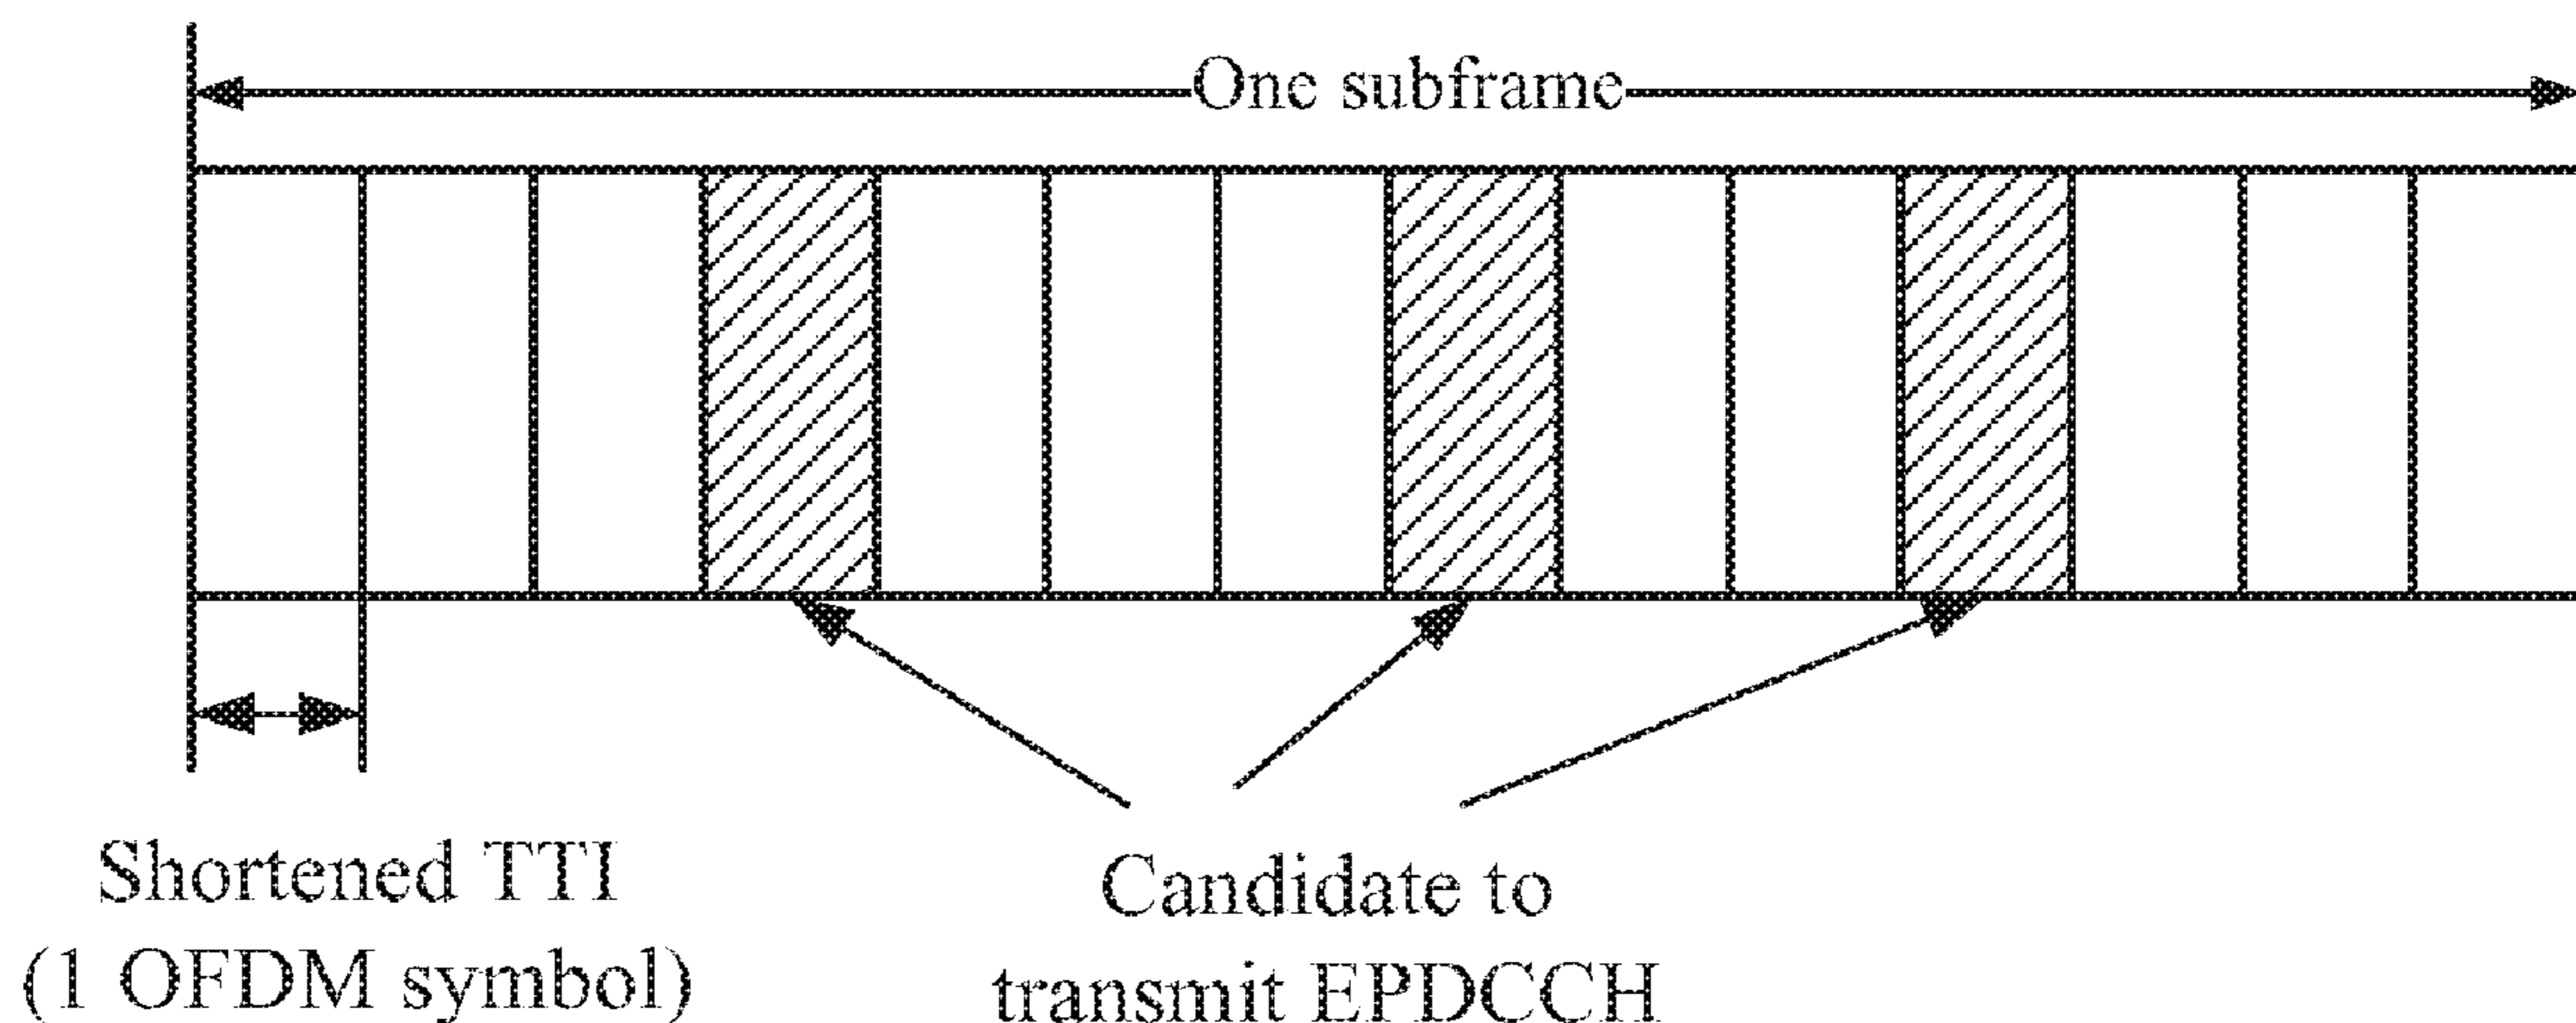 One subframe
Shortened TTI
(1 OFDM symbol)
Candidate to
transmit EPDCCH